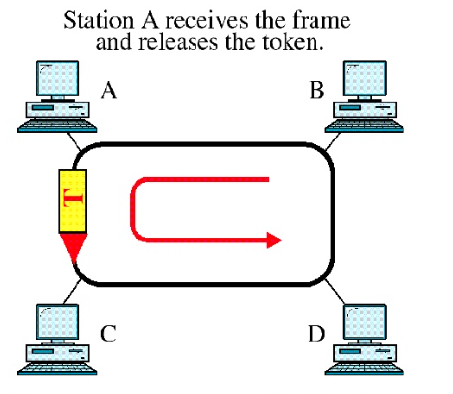 Station A receives the frame
and releases the token.
A
B
T
C
D